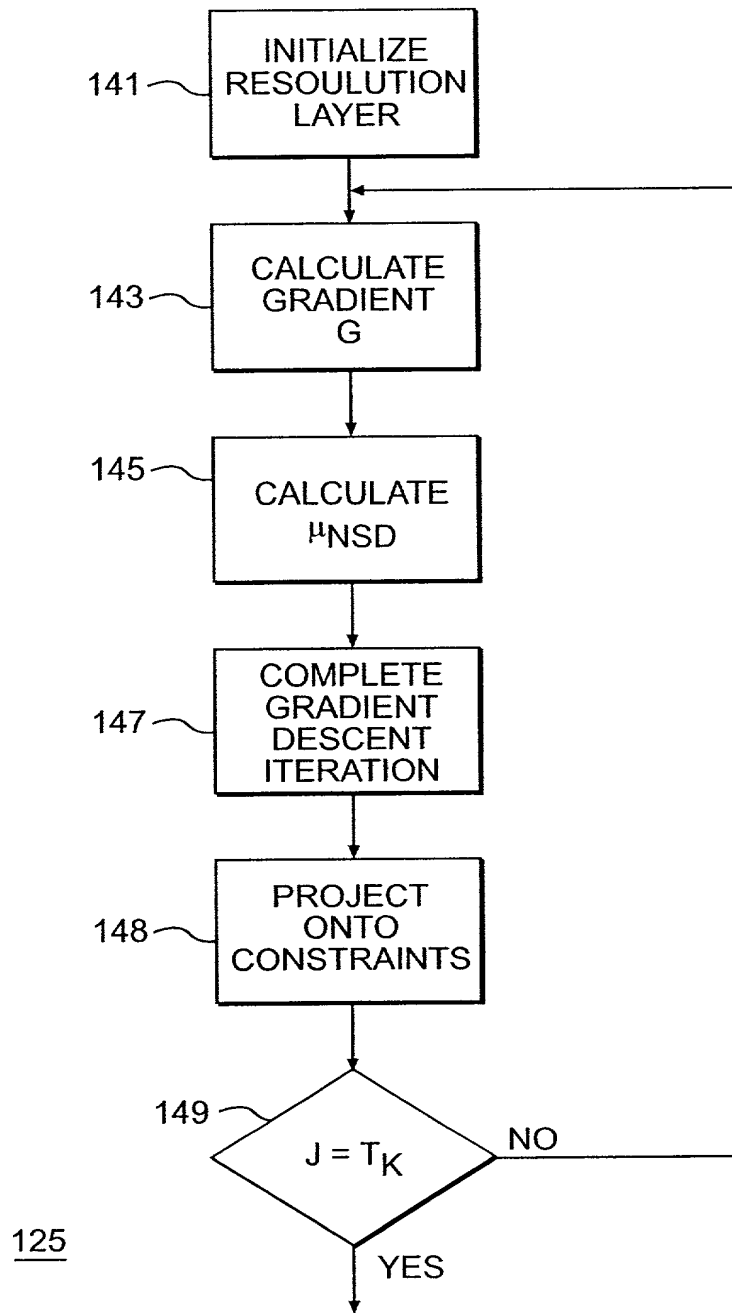 INITIALIZE
RESOULUTION
LAYER
141
CALCULATE
GRADIENT
G
143
CALCULATE
μNSD
145
COMPLETE
GRADIENT
DESCENT
ITERATION
147
PROJECT
ONTO
CONSTRAINTS
148
149
J = TK
NO
YES
125